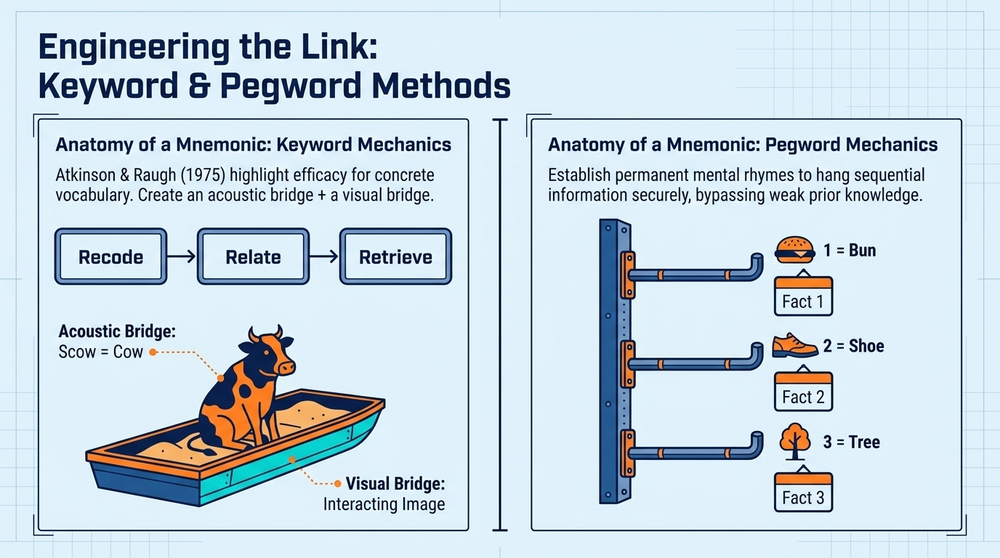 Engineering the Link:
Keyword & Pegword Methods
Anatomy of a Mnemonic: Keyword Mechanics
Atkinson & Raugh (1975) highlight efficacy for concrete
vocabulary. Create an acoustic bridge + a visual bridge.
Recode
Relate
Retrieve
Acoustic Bridge:
Scow = Cow
Visual Bridge:
Interacting Image
Anatomy of a Mnemonic: Pegword Mechanics
Establish permanent mental rhymes to hang sequential
information securely, bypassing weak prior knowledge.
1 = Bun
Fact 1
2 = Shoe
Fact 2
3 = Tree
Fact 3